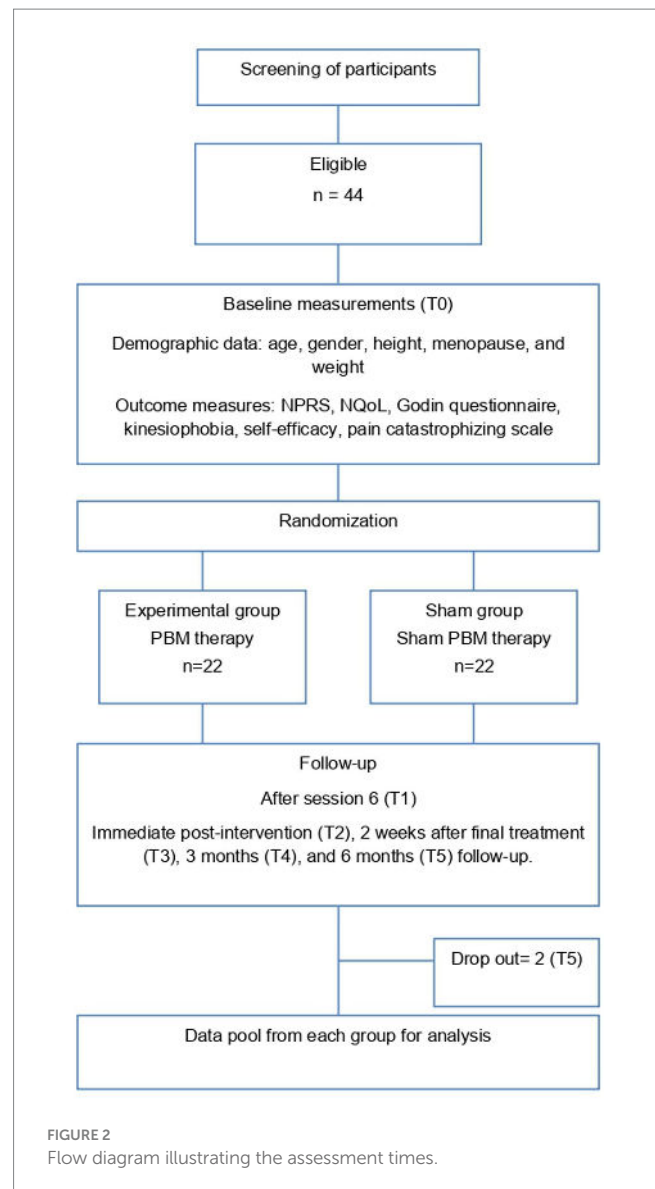 Screening of participants
Eligible
n = 44
Baseline measurements (T0)
Demographic data: age, gender, height, menopause, and
weight
Outcome measures: NPRS, NQoL, Godin questionnaire,
kinesiophobia, self-efficacy, pain catastrophizing scale
Randomization
Experimental group
PBM therapy
n=22
Sham group
Sham PBM therapy
n=22
Follow-up
After session 6 (T1)
Immediate post-intervention (T2), 2 weeks after final treatment
(T3), 3 months (T4), and 6 months (T5) follow-up.
Drop out= 2 (T5)
Data pool from each group for analysis
FIGURE 2
Flow diagram illustrating the assessment times.